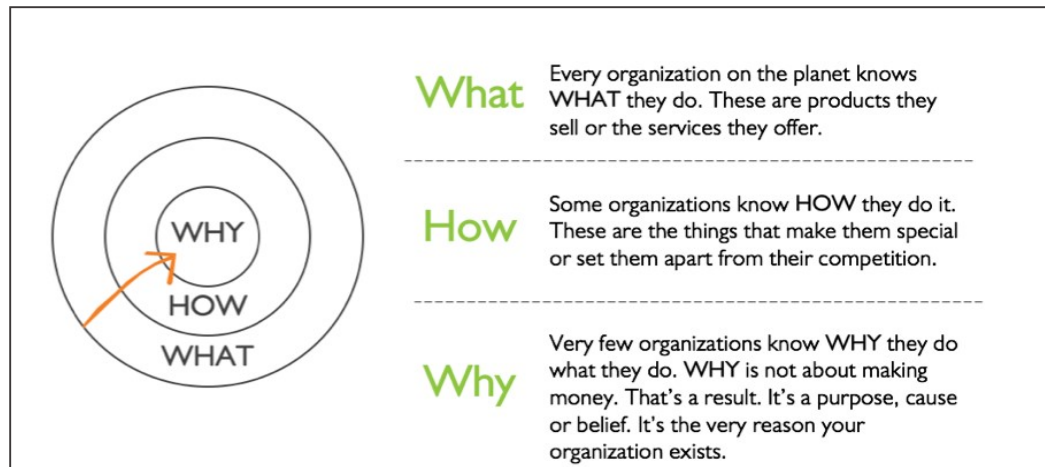 WHY
HOW
WHAT
What
Every organization on the planet knows
WHAT they do. These are products they
sell or the services they offer.
How
Some organizations know HOW they do it.
These are the things that make them special
or set them apart from their competition.
Why
Very few organizations know WHY they do
what they do. WHY is not about making
money. That's a result. It's a purpose, cause
or belief. It's the very reason your
organization exists.